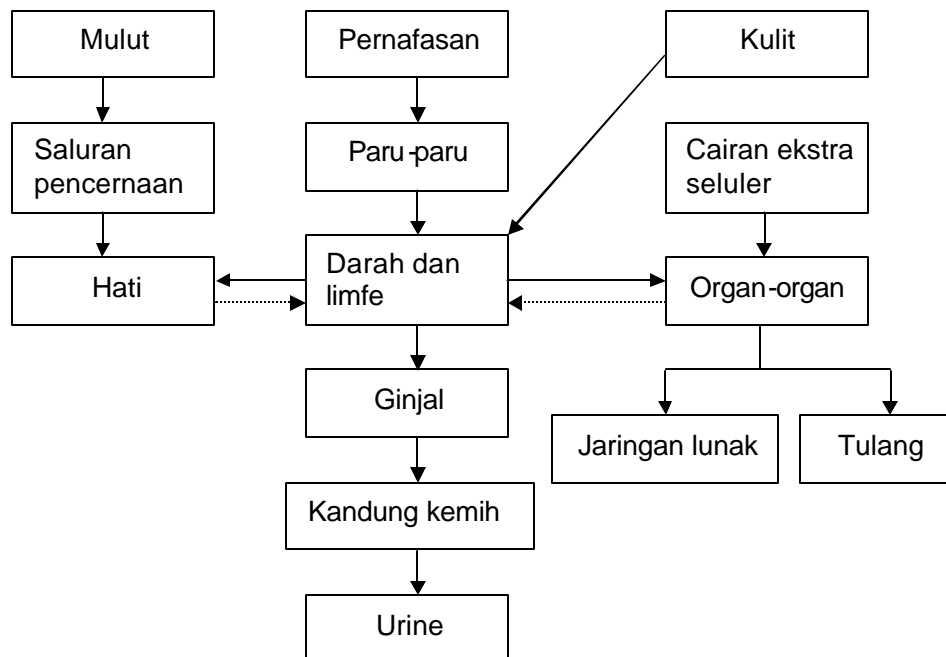 Mulut
Pernafasan
Kulit
Saluran
pencernaan
Paru-paru
Cairan ekstra
seluler
Hati
Darah dan
limfe
Organ-organ
Ginjal
Jaringan lunak
Tulang
Kandung kemih
Urine